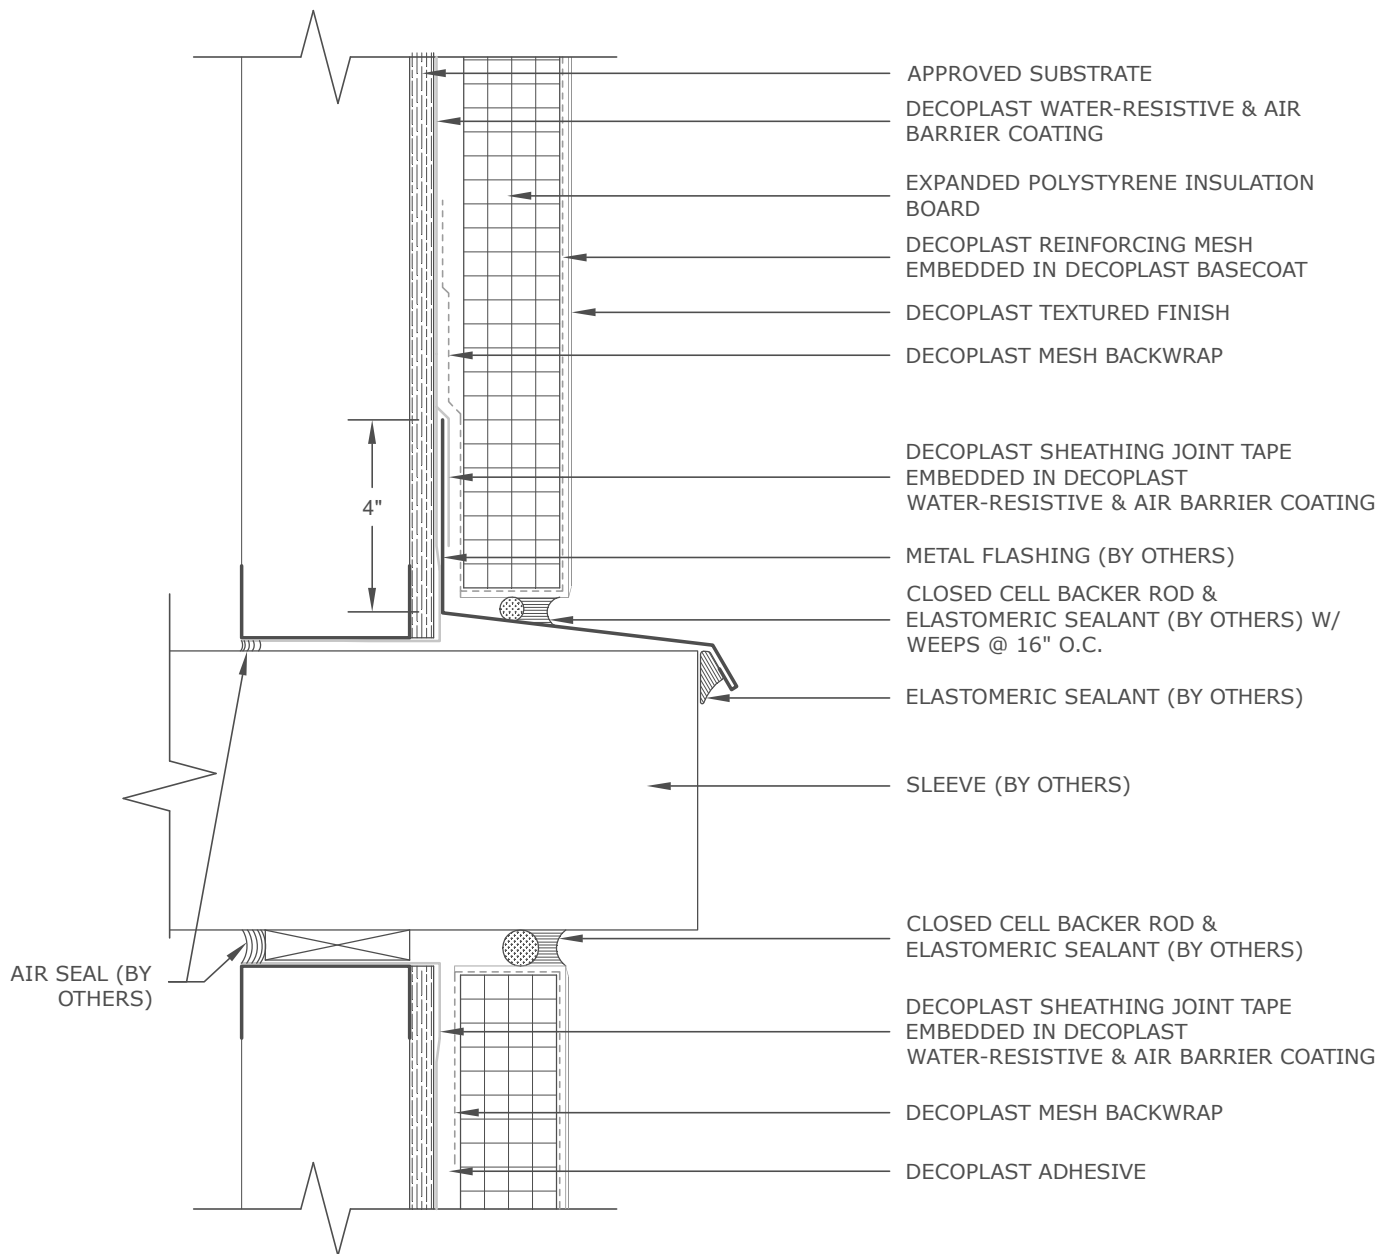 APPROVED SUBSTRATE
DECOPLAST WATER-RESISTIVE & AIR
BARRIER COATING
EXPANDED POLYSTYRENE INSULATION
BOARD
DECOPLAST REINFORCING MESH
EMBEDDED IN DECOPLAST BASECOAT
DECOPLAST TEXTURED FINISH
DECOPLAST MESH BACKWRAP
DECOPLAST SHEATHING JOINT TAPE
EMBEDDED IN DECOPLAST
WATER-RESISTIVE & AIR BARRIER COATING
4"
METAL FLASHING (BY OTHERS)
CLOSED CELL BACKER ROD &
ELASTOMERIC SEALANT (BY OTHERS) W/
WEEPS @ 16" O.C.
ELASTOMERIC SEALANT (BY OTHERS)
SLEEVE (BY OTHERS)
CLOSED CELL BACKER ROD &
ELASTOMERIC SEALANT (BY OTHERS)
AIR SEAL (BY
OTHERS)
DECOPLAST SHEATHING JOINT TAPE
EMBEDDED IN DECOPLAST
WATER-RESISTIVE & AIR BARRIER COATING
DECOPLAST MESH BACKWRAP
DECOPLAST ADHESIVE